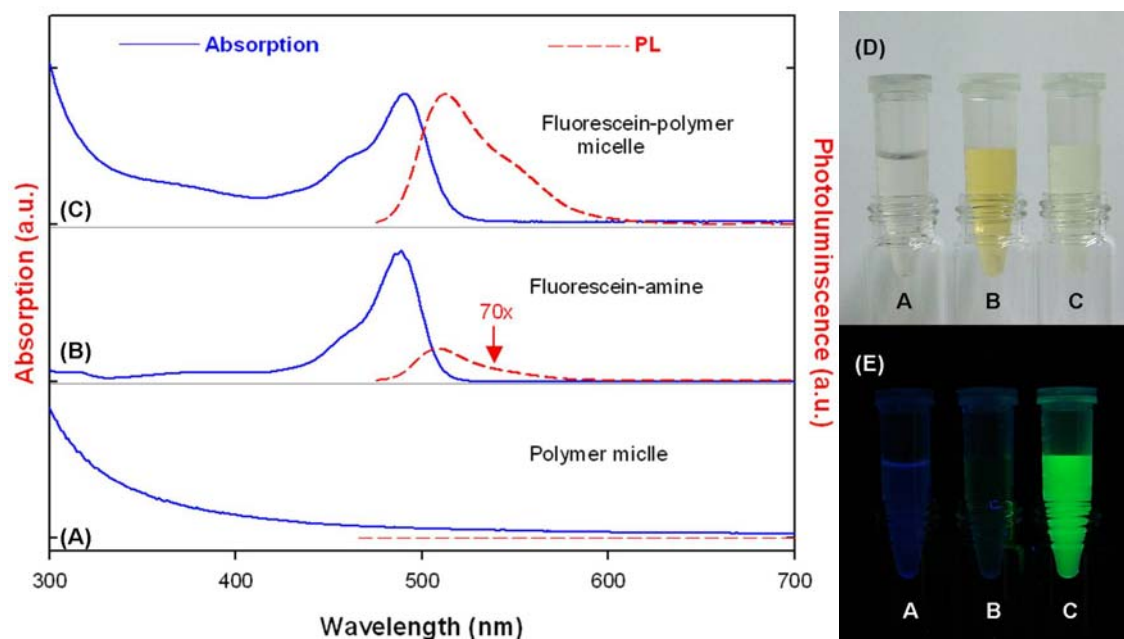 Absorption
PL
Fluorescein-polymer
micelle
(C)
Fluorescein-amine
70x
(B)
Polymer miclle
(A)
300
400
500
600
700
Wavelength (nm)
Absorption (a.u.)
Photoluminscence (a.u.)
(D)
A
B
C
(E)
A
B
C